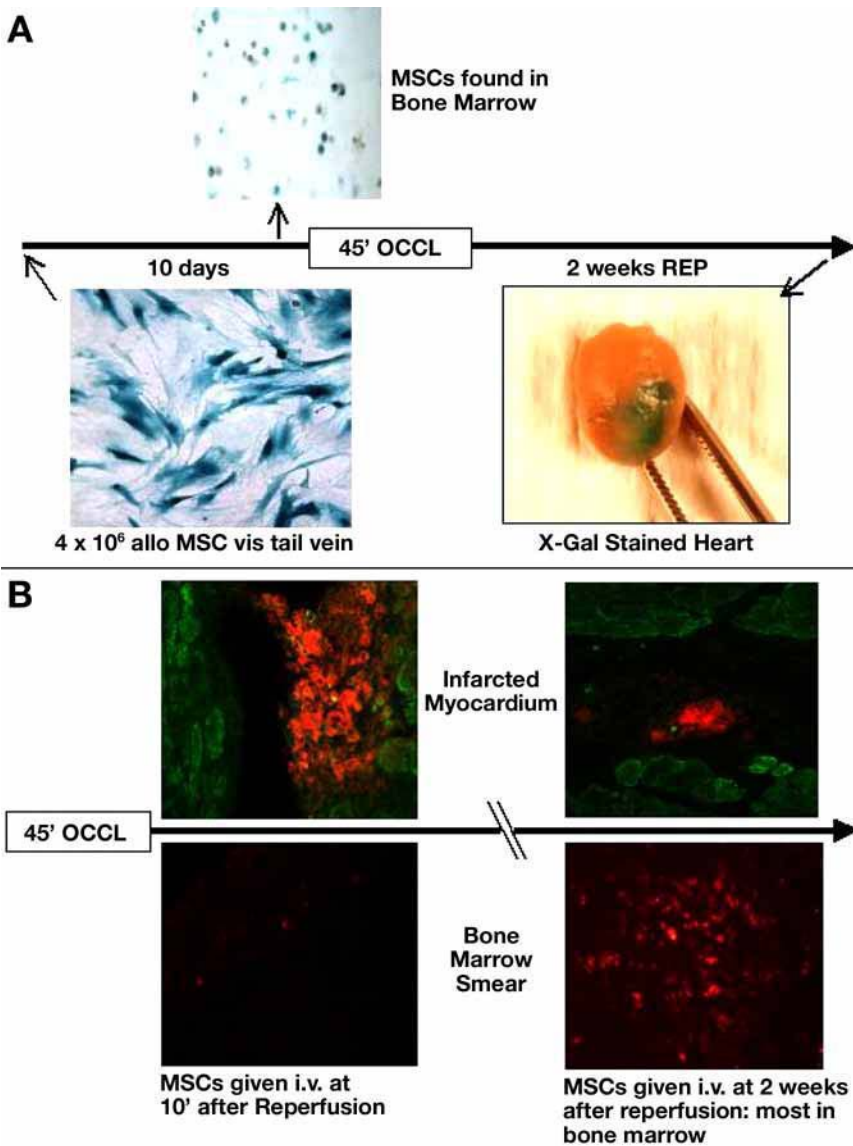 A
MSCs found in
Bone Marrow
45' OCCL
10 days
2 weeks REP
4 x 10⁶ allo MSC vis tail vein
X-Gal Stained Heart
B
Infarcted
Myocardium
45' OCCL
Bone
Marrow
Smear
MSCs given i.v. at
10' after Reperfusion
MSCs given i.v. at 2 weeks
after reperfusion: most in
bone marrow